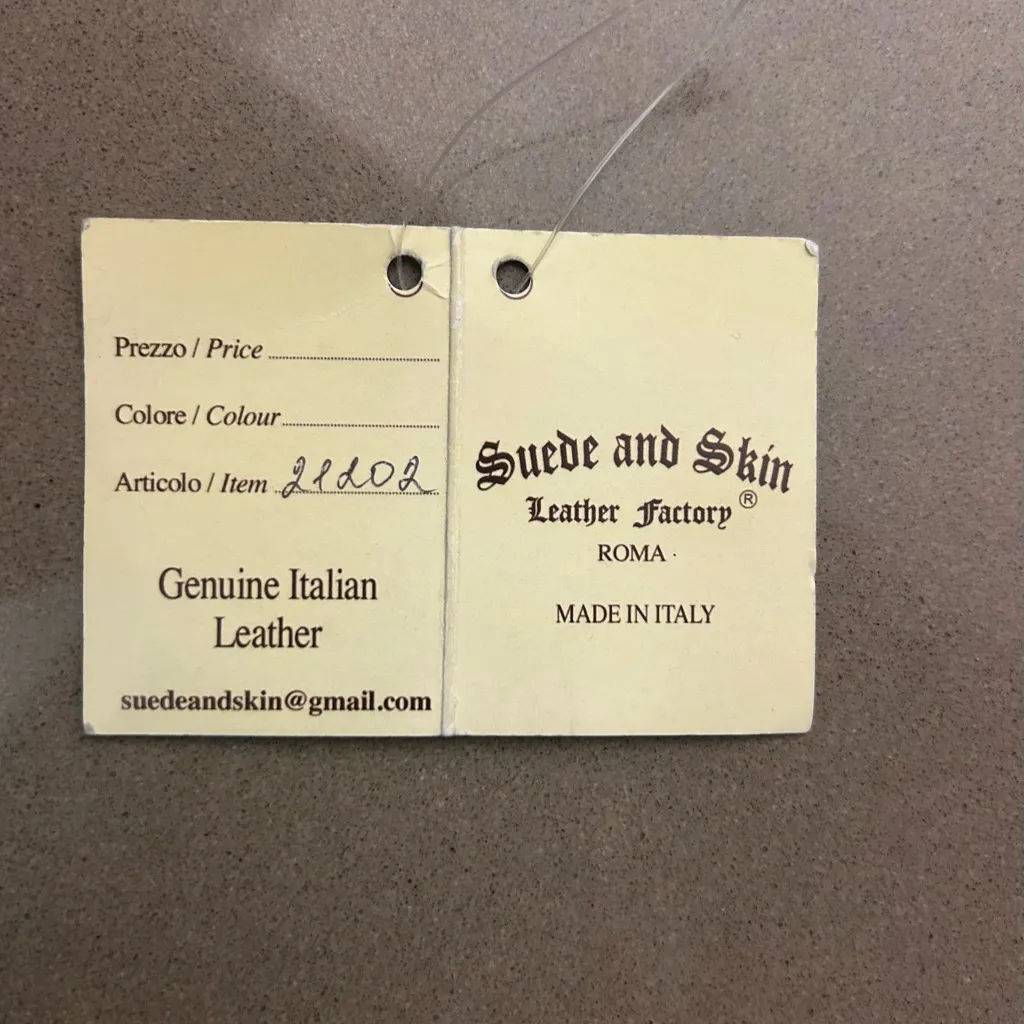 Prezzo / Price ........................
Colore / Colour ........................
Articolo / Item 21202
Genuine Italian
Leather
suedeandskin@gmail.com
Suede and Skin
Leather Factory ®
ROMA
MADE IN ITALY